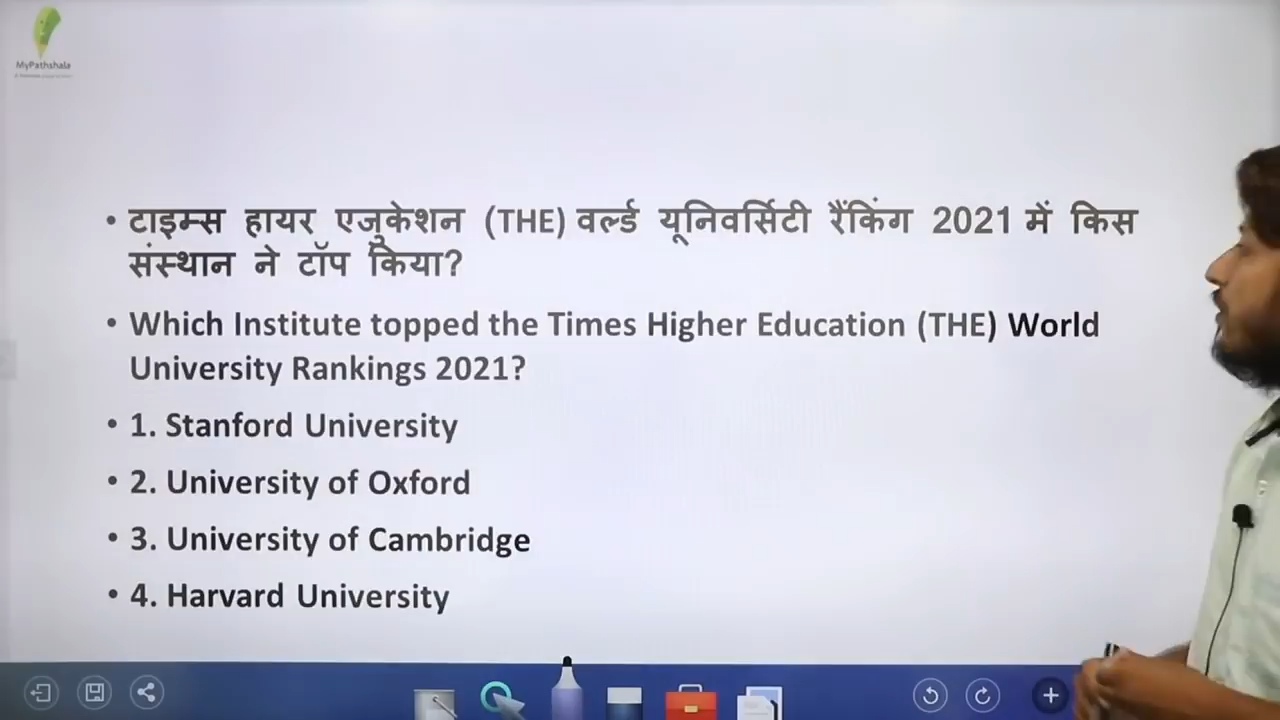 MyPathshala
• टाइम्स हायर एजुकेशन (THE) वर्ल्ड यूनिवर्सिटी रैंकिंग 2021 में किस
संस्थान ने टॉप किया?
• Which Institute topped the Times Higher Education (THE) World
University Rankings 2021?
• 1. Stanford University
• 2. University of Oxford
• 3. University of Cambridge
• 4. Harvard University